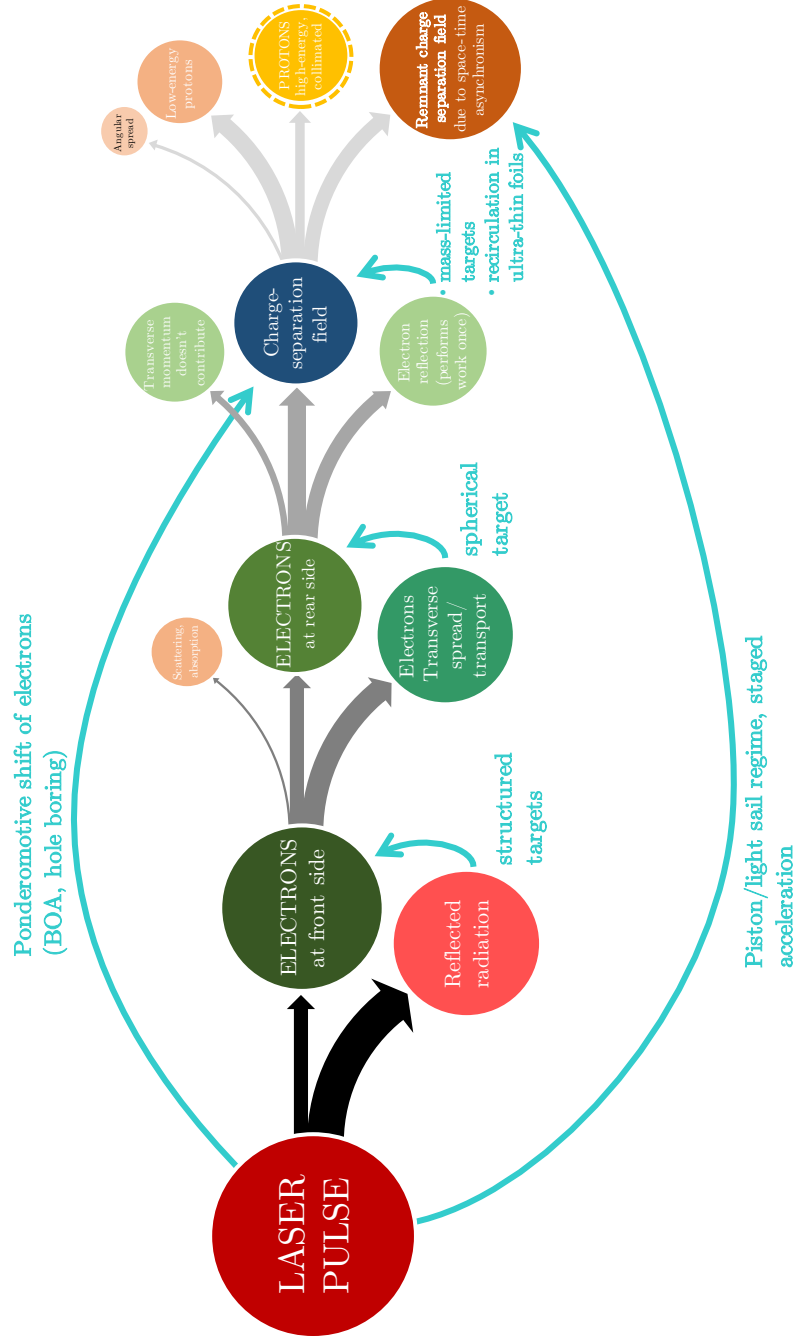 Ponderomotive shift of electrons
(BOA, hole boring)
LASER
PULSE
ELECTRONS
at front side
Reflected
radiation
structured
targets
Scattering,
absorption
ELECTRONS
at rear side
Electrons
Transverse
spread/
transport
spherical
target
Transverse
momentum
doesn't
contribute
Charge-
separation
field
Electron
reflection
(performs
work once)
· mass-limited
targets
· recirculation in
ultra-thin foils
Angular
spread
Low-energy
protons
PROTONS
high-energy,
collimated
Remnant charge
separation field
due to space-time
asynchronism
Piston/light sail regime, staged
acceleration